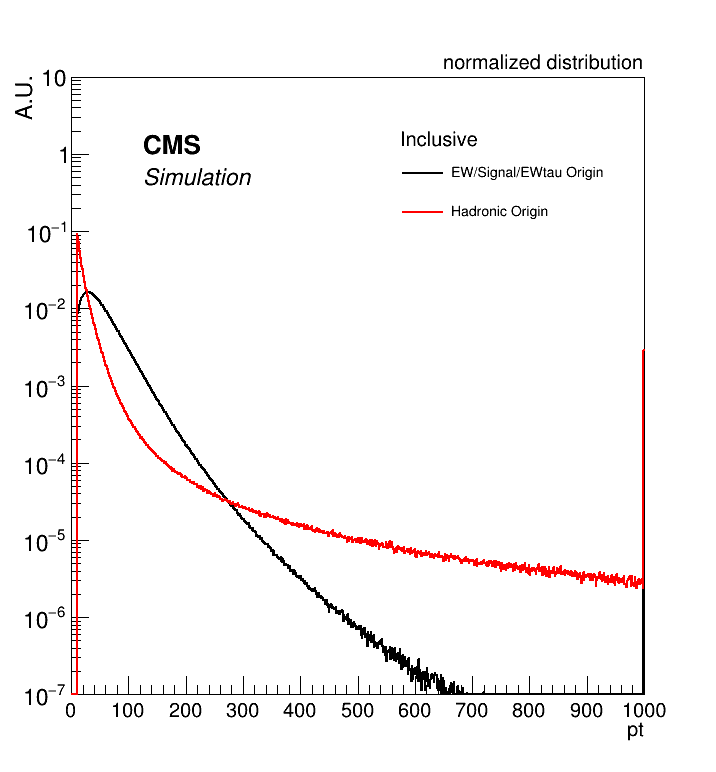 normalized distribution
A.U.
10
1
10−1
10−2
10−3
10−4
10−5
10−6
10−7
CMS
Simulation
Inclusive
EW/Signal/EWtau Origin
Hadronic Origin
0 100 200 300 400 500 600 700 800 900 1000
pt